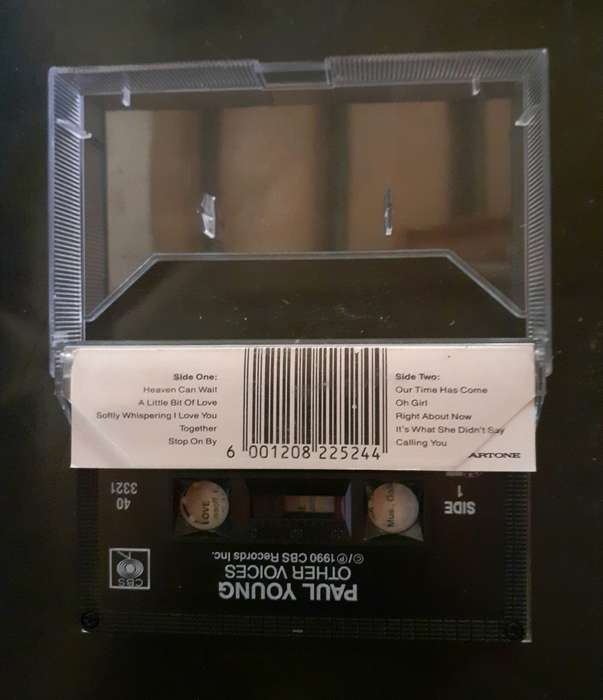 Side One:
Heaven Can Wait
A Little Bit Of Love
Softly Whispering I Love You
Together
Stop On By
6 001208 225244
Side Two:
Our Time Has Come
Oh Girl
Right About Now
It's What She Didn't Say
Calling You
ARTONE
PAUL YOUNG
OTHER VOICES
©/℗ 1990 CBS Records Inc.
CBS
SIDE
1
40
3321
LOVE
Mus.